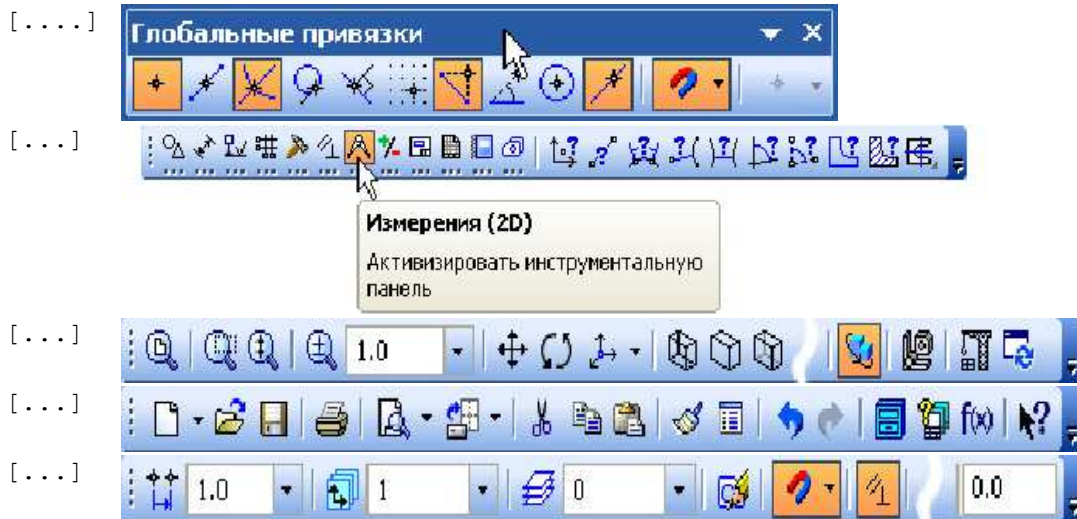 [....] Глобальные привязки
[...]
Измерения (2D)
Активизировать инструментальную
панель
[...] 1.0
[...] f(x)
[...] 1.0 1 0 0.0